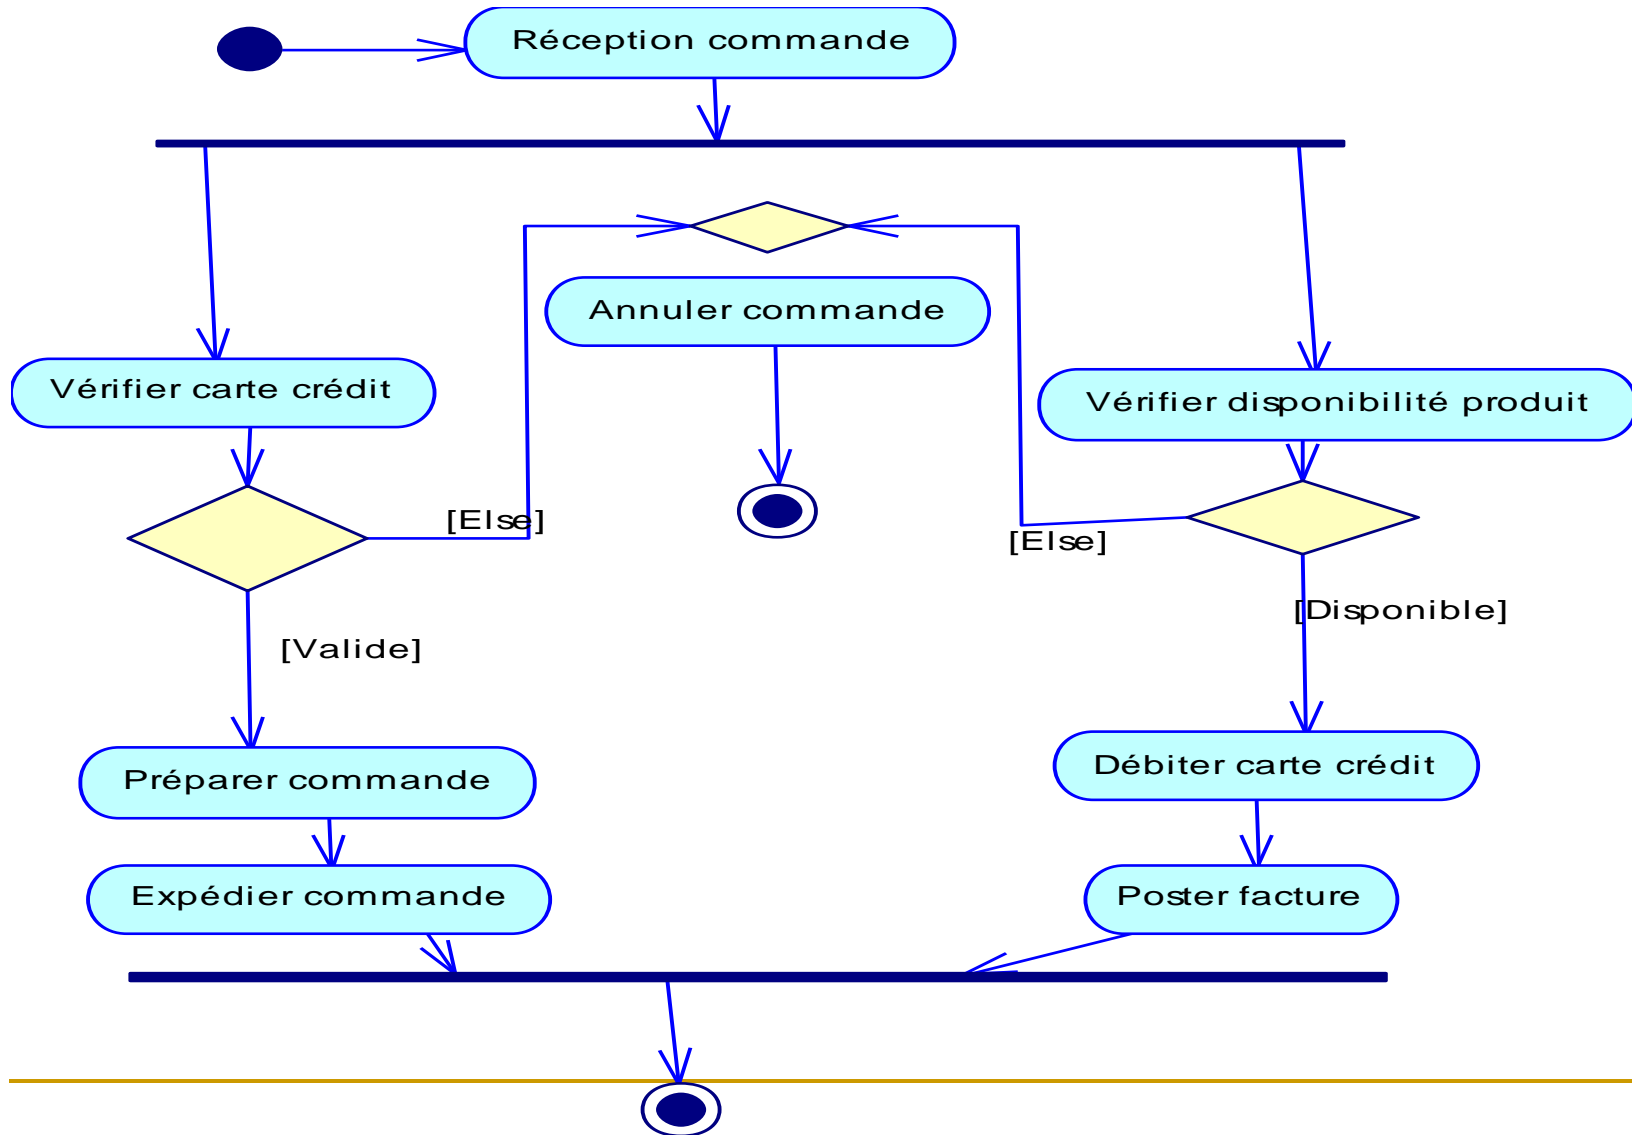 Réception commande
Annuler commande
Vérifier carte crédit
Vérifier disponibilité produit
[Else]
[Else]
[Disponible]
[Valide]
Débiter carte crédit
Préparer commande
Expédier commande
Poster facture